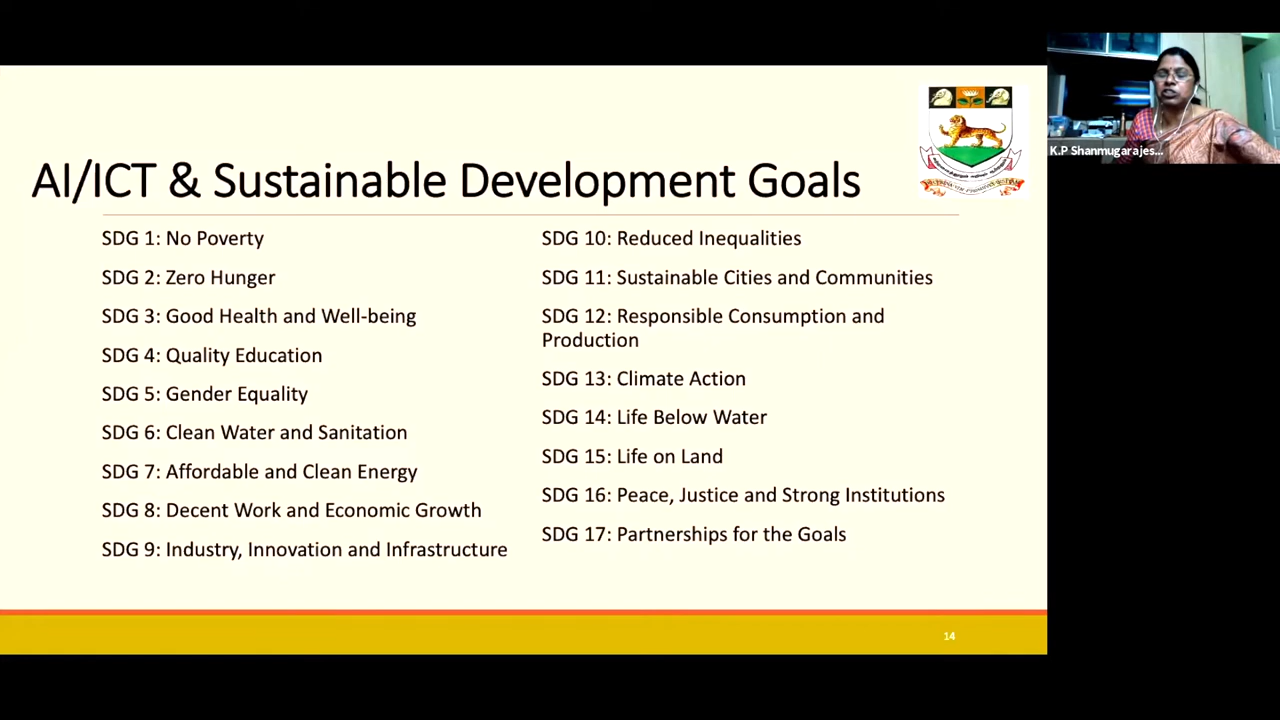 AI/ICT & Sustainable Development Goals
SDG 1: No Poverty
SDG 2: Zero Hunger
SDG 3: Good Health and Well-being
SDG 4: Quality Education
SDG 5: Gender Equality
SDG 6: Clean Water and Sanitation
SDG 7: Affordable and Clean Energy
SDG 8: Decent Work and Economic Growth
SDG 9: Industry, Innovation and Infrastructure
SDG 10: Reduced Inequalities
SDG 11: Sustainable Cities and Communities
SDG 12: Responsible Consumption and
Production
SDG 13: Climate Action
SDG 14: Life Below Water
SDG 15: Life on Land
SDG 16: Peace, Justice and Strong Institutions
SDG 17: Partnerships for the Goals
14
K.P Shanmugarajes...